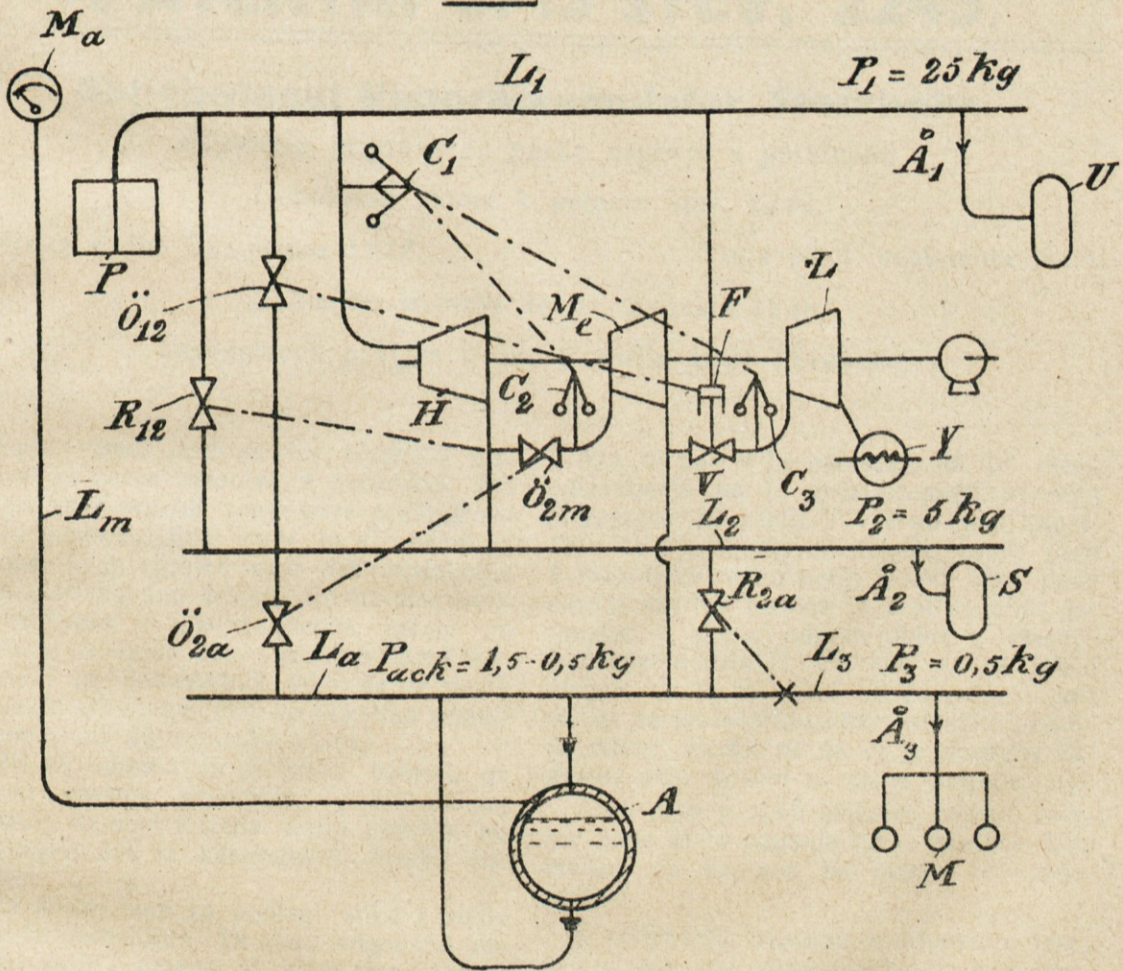 Ma
L1
P1 = 25 kg
C1
Å1
U
P
Ö12
Me
F
L
R12
H
C2
V
C3
Y
Ö2m
Lm
L2
P2 = 5 kg
R2a
Å2
S
Ö2a
La
Pack = 1,5-0,5 kg
L3
P3 = 0,5 kg
Å3
A
M